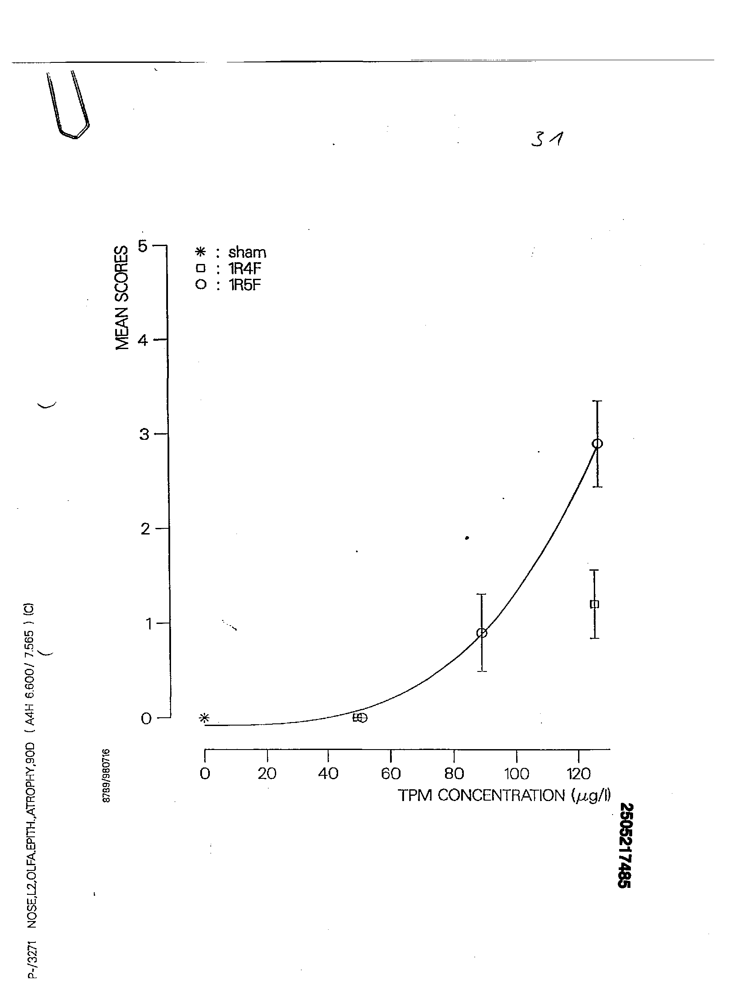 31
MEAN SCORES
5
4
3
2
1
0
* : sham
□ : 1R4F
○ : 1R5F
0 20 40 60 80 100 120
TPM CONCENTRATION (µg/l)
2505217485
8789/980716
P-/3271 NOSE,L2,OLFA.EPITH.,ATROPHY,90D ( A4H 6.600/ 7.565 ) (C)